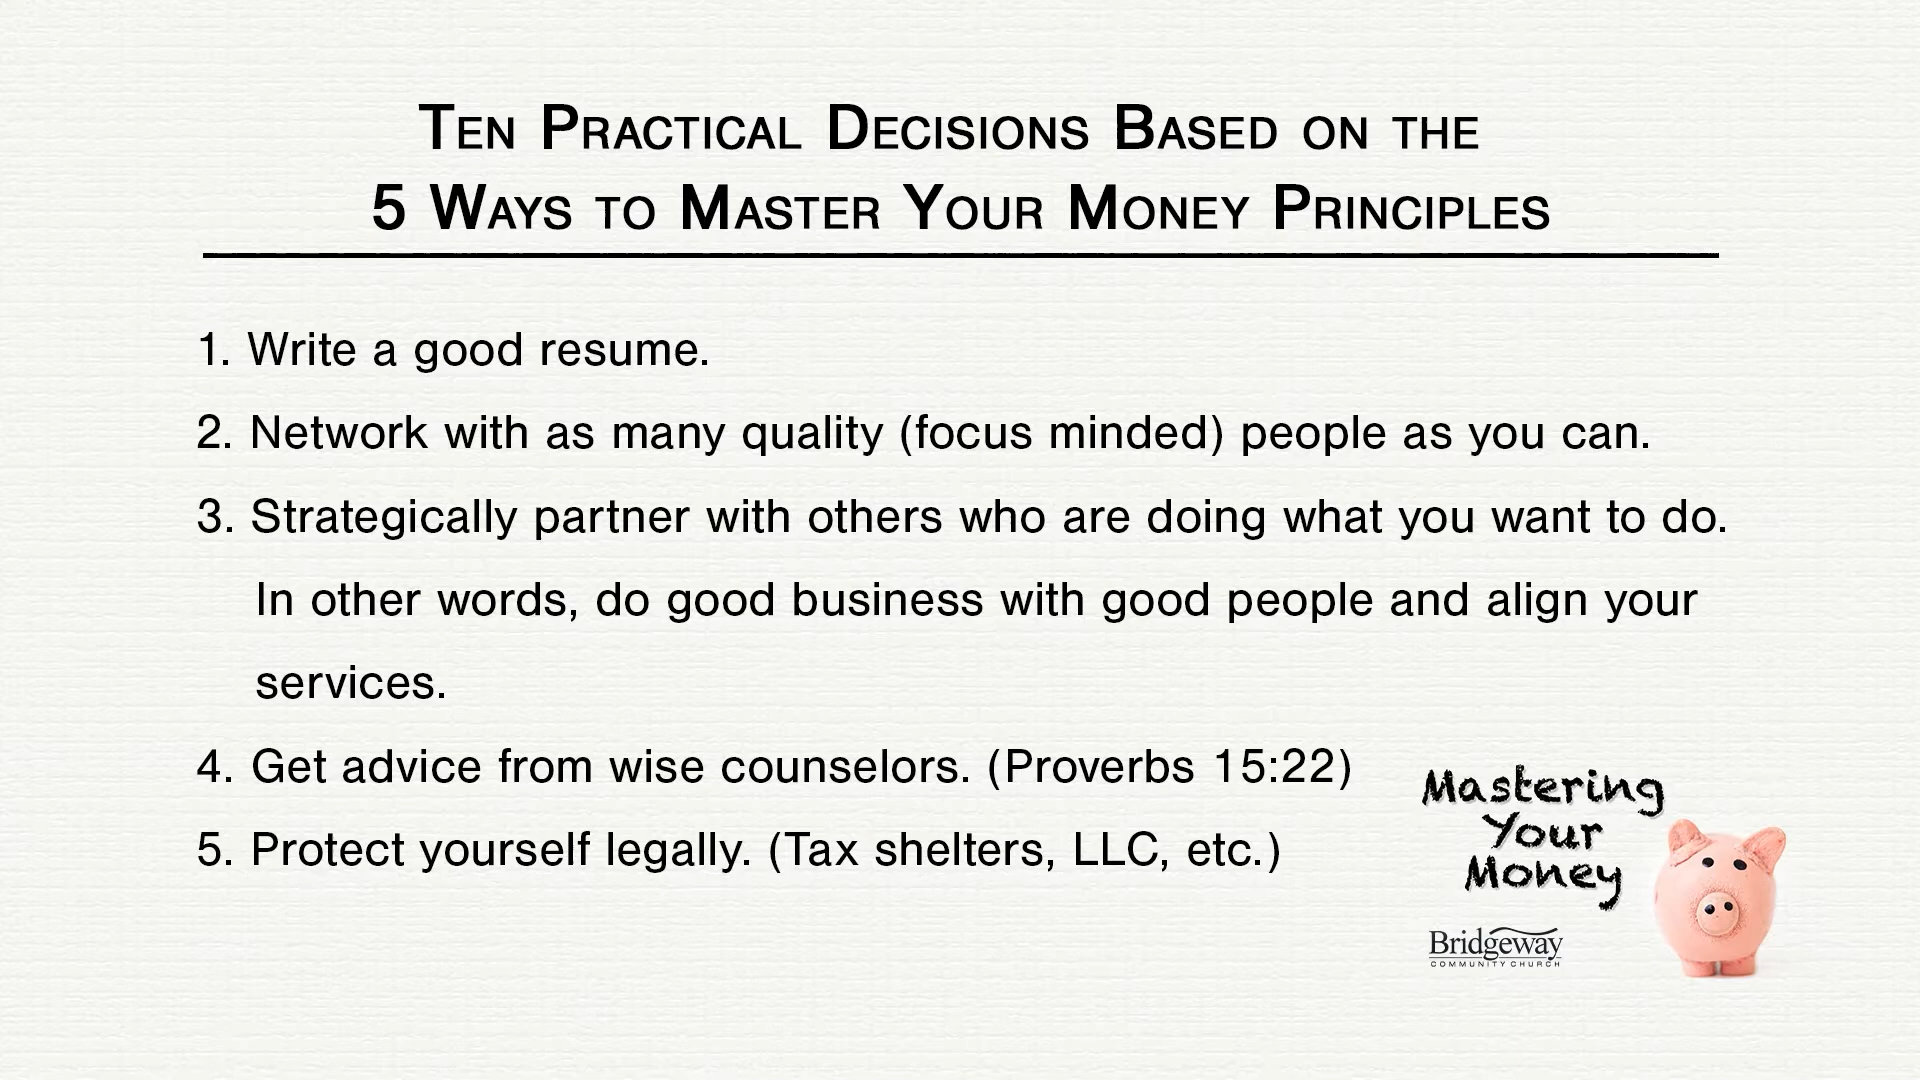 Ten Practical Decisions Based on the
5 Ways to Master Your Money Principles
1. Write a good resume.
2. Network with as many quality (focus minded) people as you can.
3. Strategically partner with others who are doing what you want to do.
In other words, do good business with good people and align your
services.
4. Get advice from wise counselors. (Proverbs 15:22)
5. Protect yourself legally. (Tax shelters, LLC, etc.)
Mastering
Your
Money
Bridgeway
COMMUNITY CHURCH